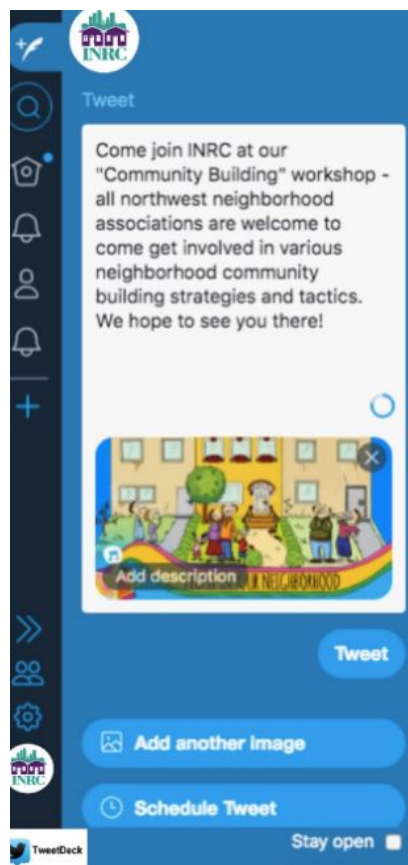 INRC
Tweet
Come join INRC at our
"Community Building" workshop -
all northwest neighborhood
associations are welcome to
come get involved in various
neighborhood community
building strategies and tactics.
We hope to see you there!
Add description
NEIGHBORHOOD
Tweet
Add another image
Schedule Tweet
INRC
Stay open
TweetDeck